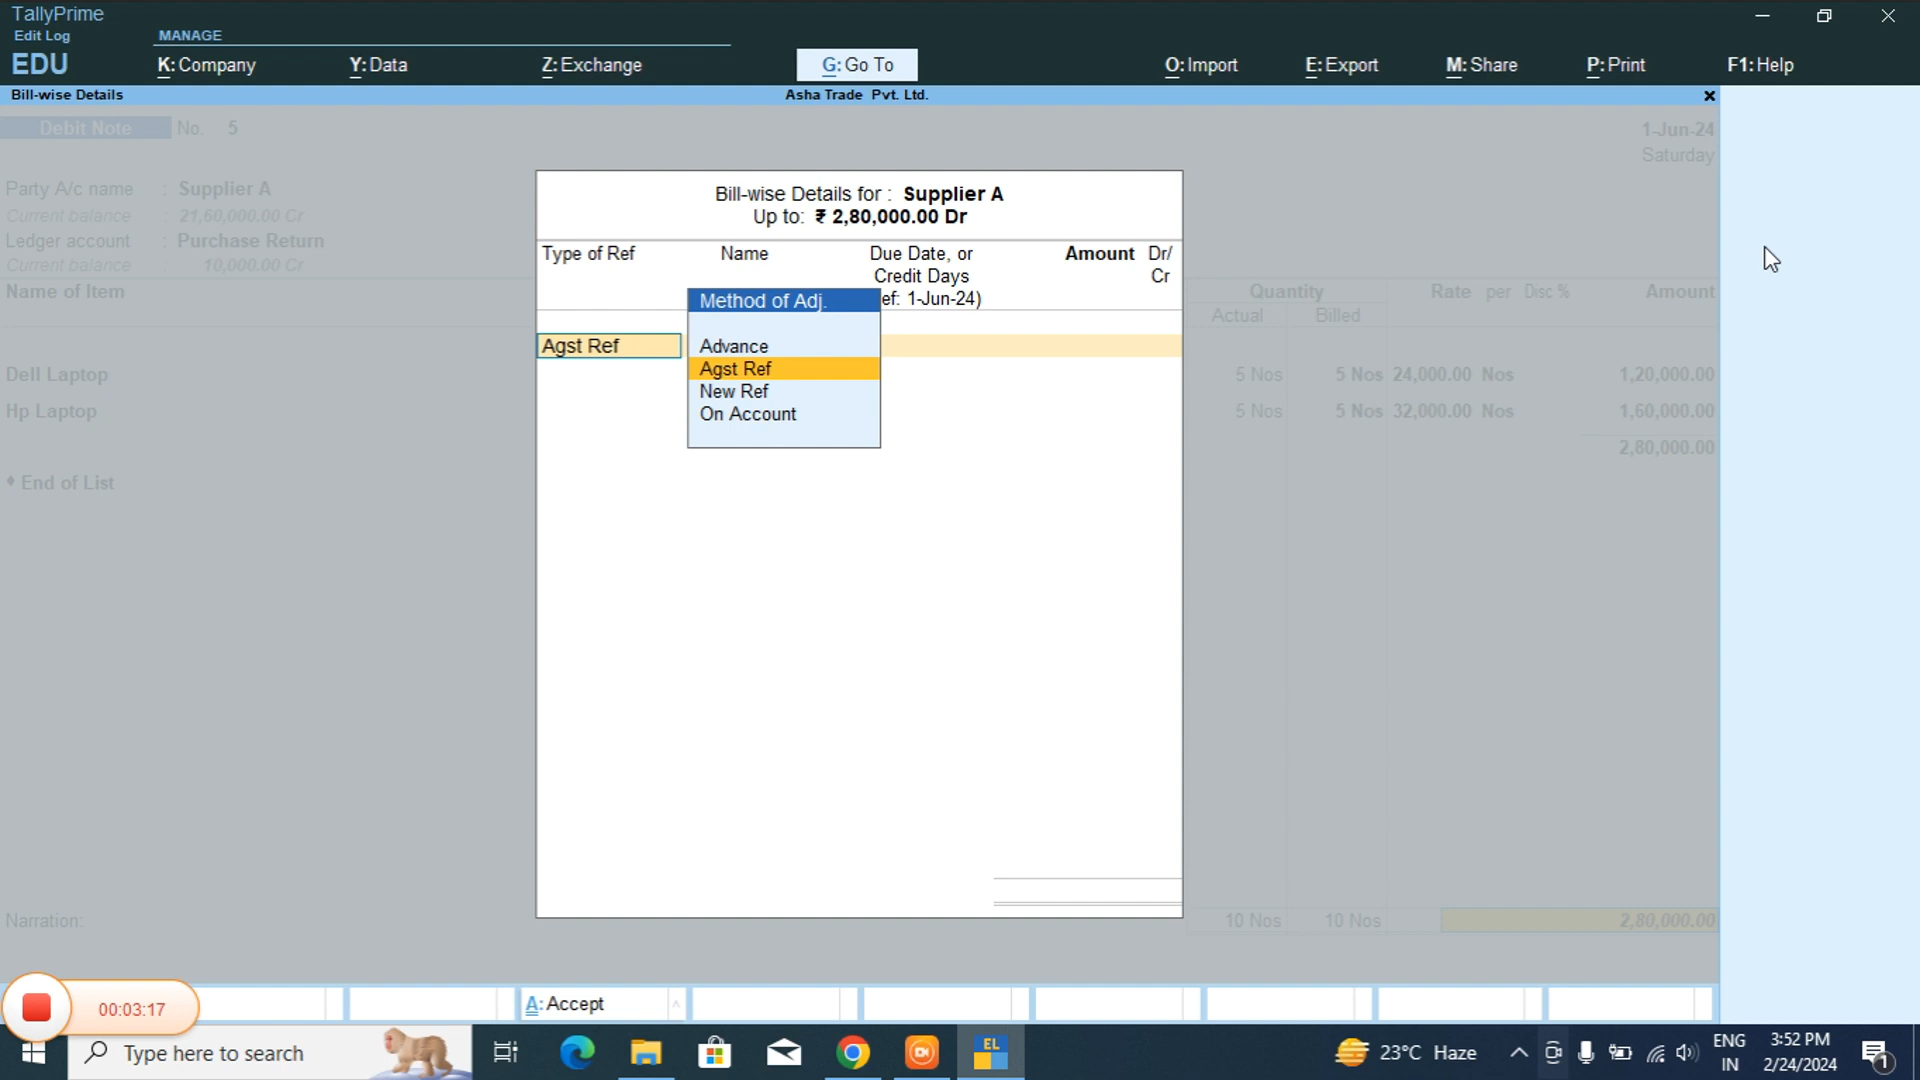 TallyPrime
Edit Log
EDU
MANAGE
K:Company
Y:Data
Z:Exchange
G:Go To
O:Import
E:Export
M:Share
P:Print
F1:Help
Bill-wise Details
Asha Trade Pvt. Ltd.
Debit Note No. 5
1-Jun-24
Saturday
Party A/c name : Supplier A
Current balance : 21,60,000.00 Cr
Ledger account : Purchase Return
Current balance : 10,000.00 Cr
Name of Item
Quantity Rate per Disc % Amount
Actual Billed
Dell Laptop 5 Nos 5 Nos 24,000.00 Nos 1,20,000.00
Hp Laptop 5 Nos 5 Nos 32,000.00 Nos 1,60,000.00
2,80,000.00
End of List
Bill-wise Details for : Supplier A
Up to: ₹ 2,80,000.00 Dr
Type of Ref Name Due Date, or Amount Dr/
Credit Days Cr
ef: 1-Jun-24)
Method of Adj.
Agst Ref
Advance
Agst Ref
New Ref
On Account
Narration:
10 Nos 10 Nos 2,80,000.00
A:Accept
00:03:17
Type here to search
EL
23°C Haze
ENG
IN
3:52 PM
2/24/2024
1